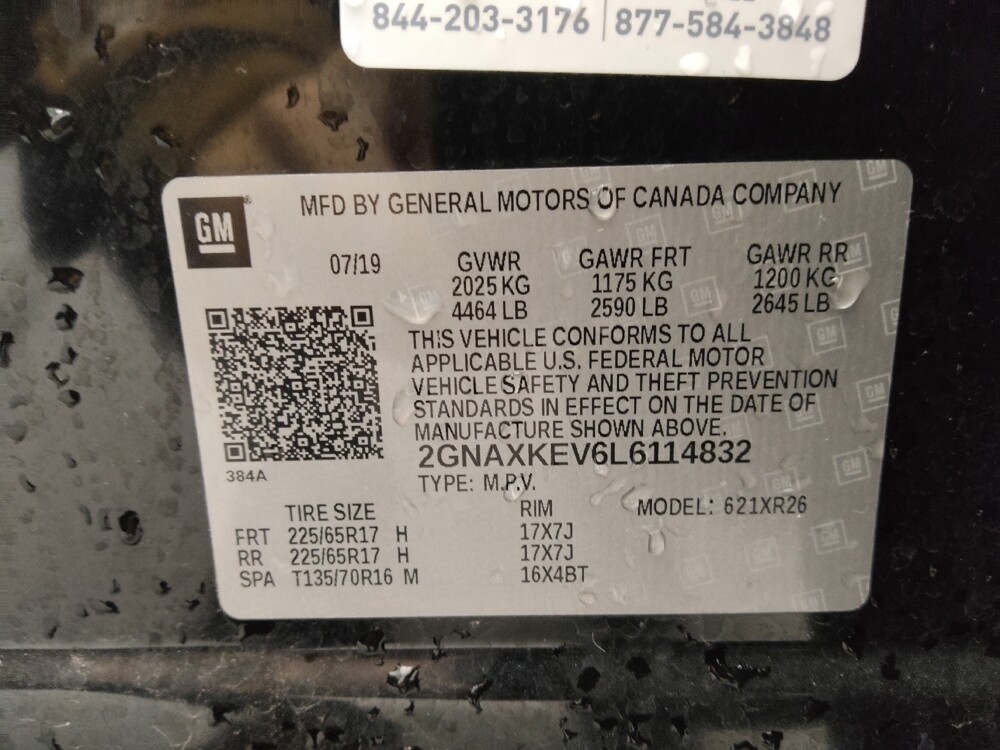 844-203-3176 | 877-584-3848
GM
MFD BY GENERAL MOTORS OF CANADA COMPANY
07/19 GVWR GAWR FRT GAWR RR
2025 KG 1175 KG 1200 KG
4464 LB 2590 LB 2645 LB
THIS VEHICLE CONFORMS TO ALL
APPLICABLE U.S. FEDERAL MOTOR
VEHICLE SAFETY AND THEFT PREVENTION
STANDARDS IN EFFECT ON THE DATE OF
MANUFACTURE SHOWN ABOVE.
2GNAXKEV6L6114832
384A
TYPE: M.P.V.
TIRE SIZE RIM MODEL: 621XR26
FRT 225/65R17 H 17X7J
RR 225/65R17 H 17X7J
SPA T135/70R16 M 16X4BT